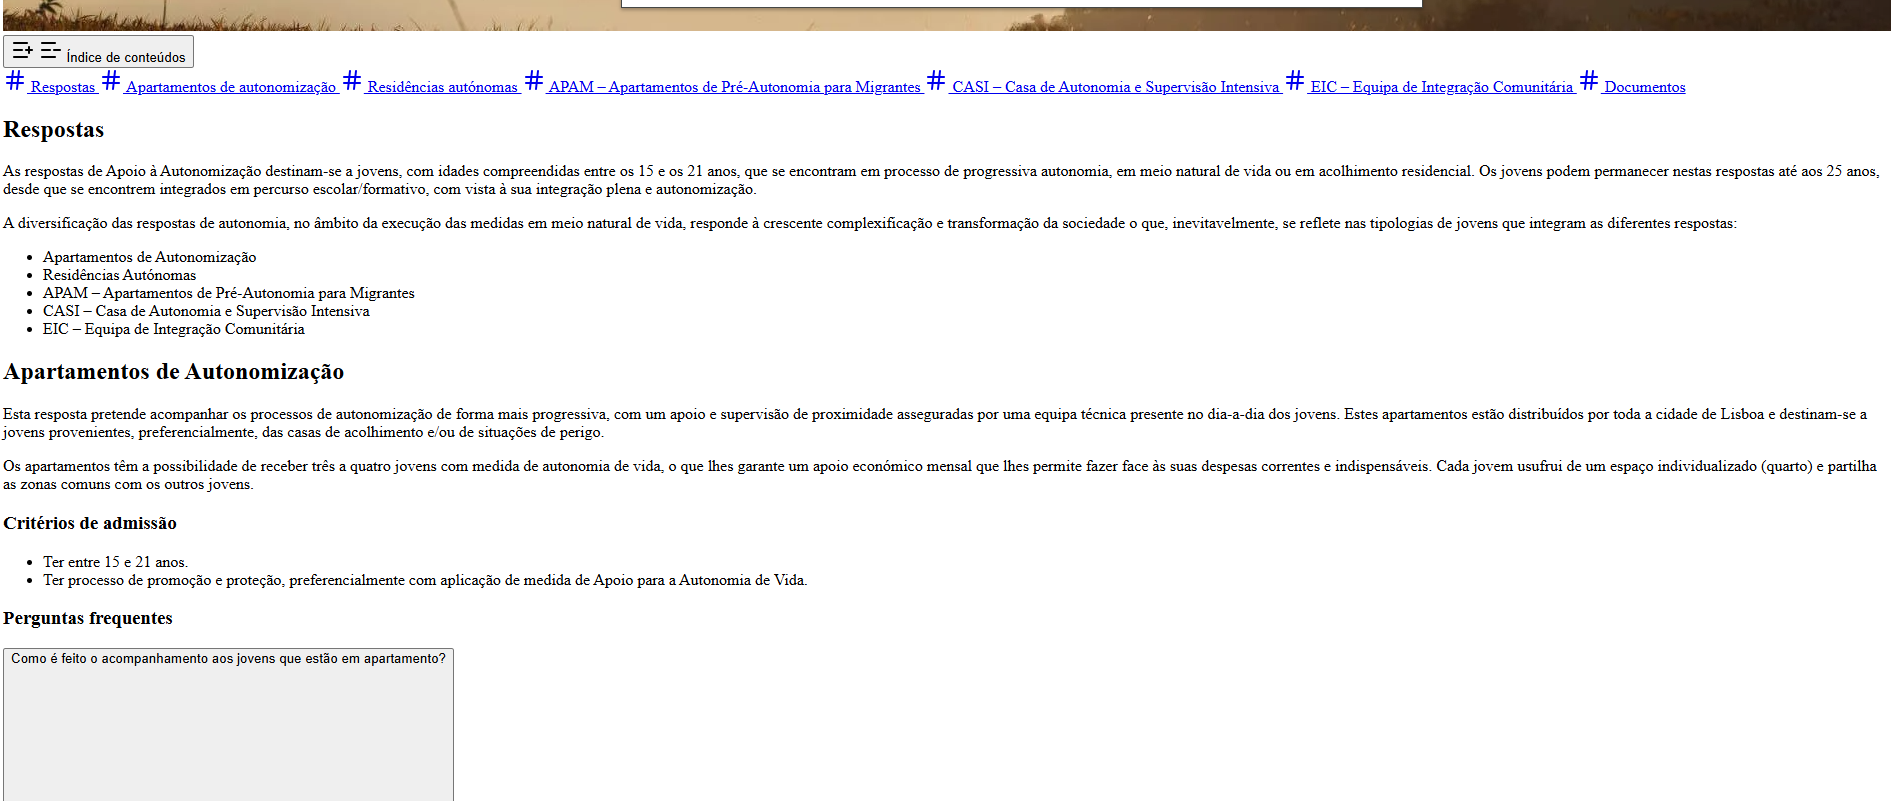 Índice de conteúdos
Respostas Apartamentos de autonomização Residências autónomas APAM – Apartamentos de Pré-Autonomia para Migrantes CASI – Casa de Autonomia e Supervisão Intensiva EIC – Equipa de Integração Comunitária Documentos
Respostas
As respostas de Apoio à Autonomização destinam-se a jovens, com idades compreendidas entre os 15 e os 21 anos, que se encontram em processo de progressiva autonomia, em meio natural de vida ou em acolhimento residencial. Os jovens podem permanecer nestas respostas até aos 25 anos,
desde que se encontrem integrados em percurso escolar/formativo, com vista à sua integração plena e autonomização.
A diversificação das respostas de autonomia, no âmbito da execução das medidas em meio natural de vida, responde à crescente complexificação e transformação da sociedade o que, inevitavelmente, se reflete nas tipologias de jovens que integram as diferentes respostas:
• Apartamentos de Autonomização
• Residências Autónomas
• APAM – Apartamentos de Pré-Autonomia para Migrantes
• CASI – Casa de Autonomia e Supervisão Intensiva
• EIC – Equipa de Integração Comunitária
Apartamentos de Autonomização
Esta resposta pretende acompanhar os processos de autonomização de forma mais progressiva, com um apoio e supervisão de proximidade asseguradas por uma equipa técnica presente no dia-a-dia dos jovens. Estes apartamentos estão distribuídos por toda a cidade de Lisboa e destinam-se a
jovens provenientes, preferencialmente, das casas de acolhimento e/ou de situações de perigo.
Os apartamentos têm a possibilidade de receber três a quatro jovens com medida de autonomia de vida, o que lhes garante um apoio económico mensal que lhes permite fazer face às suas despesas correntes e indispensáveis. Cada jovem usufrui de um espaço individualizado (quarto) e partilha
as zonas comuns com os outros jovens.
Critérios de admissão
• Ter entre 15 e 21 anos.
• Ter processo de promoção e proteção, preferencialmente com aplicação de medida de Apoio para a Autonomia de Vida.
Perguntas frequentes
Como é feito o acompanhamento aos jovens que estão em apartamento?